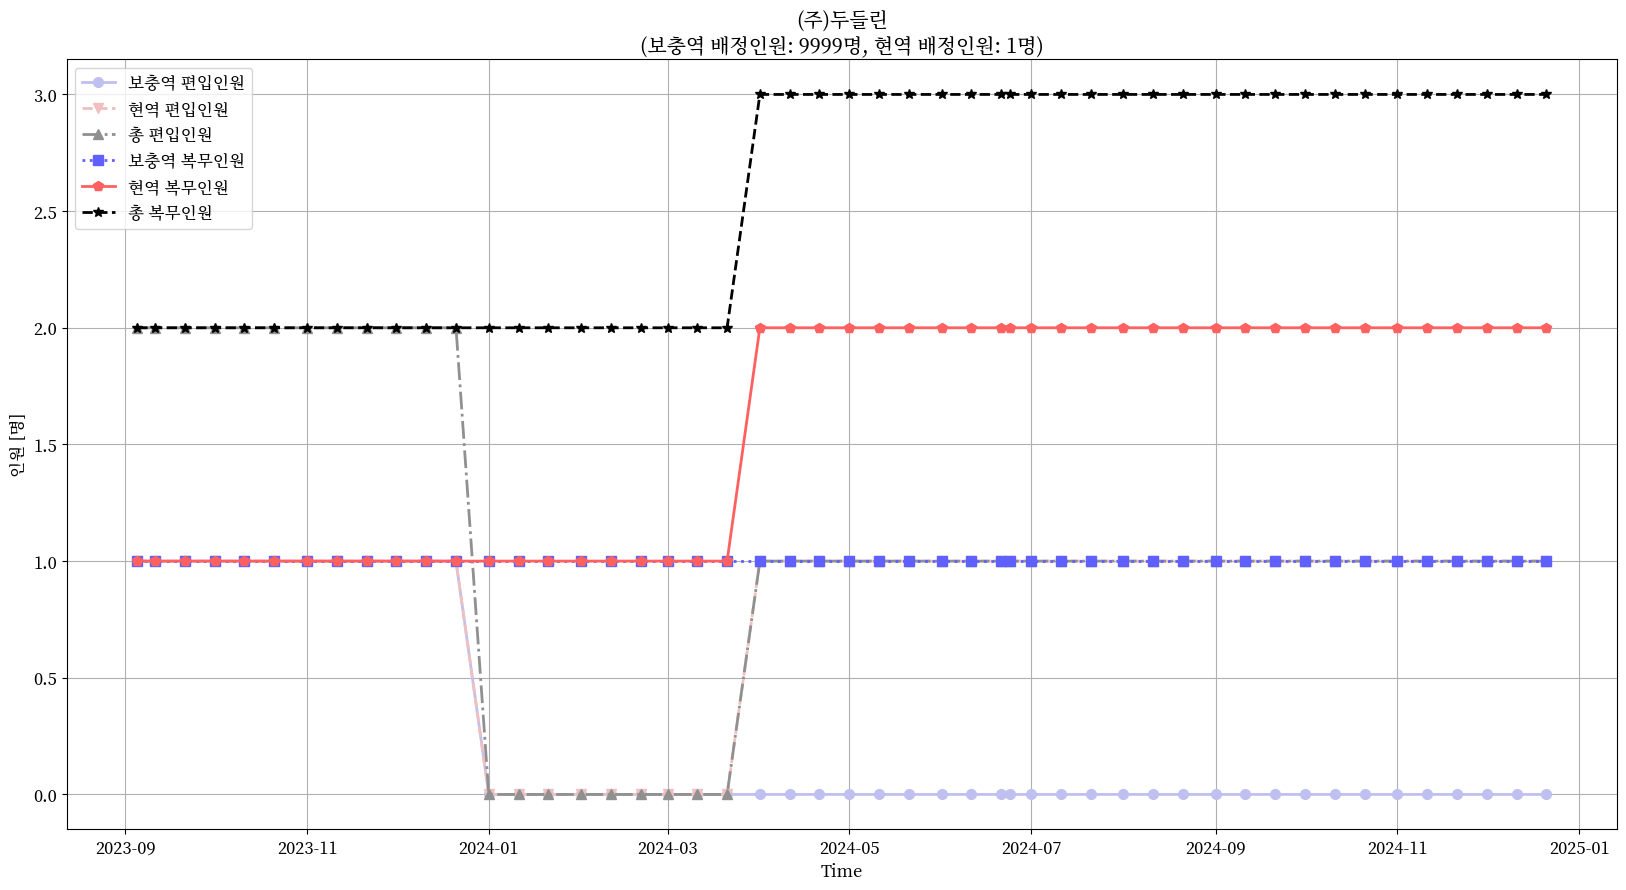 (주)두들린
(보충역 배정인원: 9999명, 현역 배정인원: 1명)
보충역 편입인원
현역 편입인원
총 편입인원
보충역 복무인원
현역 복무인원
총 복무인원
3.0
2.5
2.0
1.5
1.0
0.5
0.0
인원 [명]
2023-09
2023-11
2024-01
2024-03
2024-05
2024-07
2024-09
2024-11
2025-01
Time